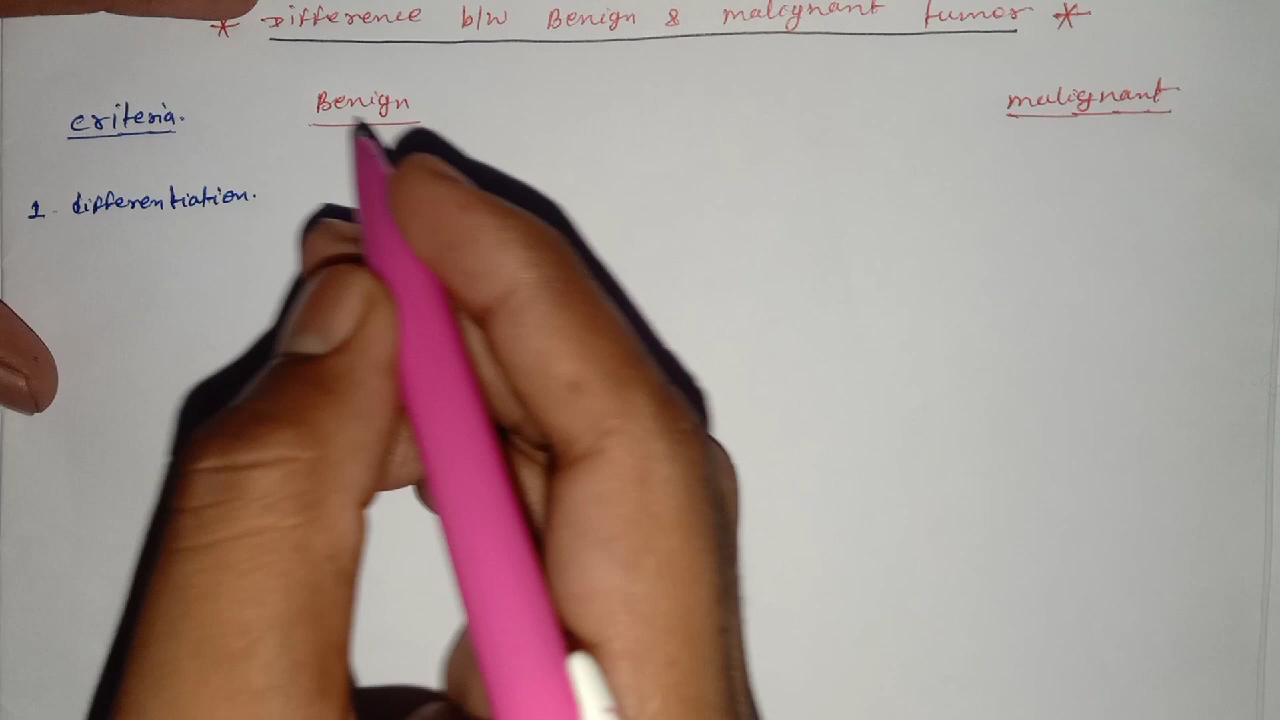 * Difference b/w Benign & malignant tumor *
criteria. Benign malignant
1. differentiation.